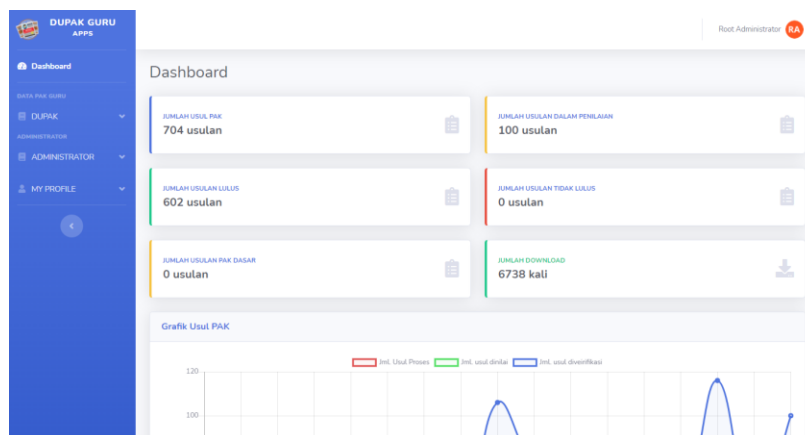 DUPAK GURU
APPS
Root Administrator RA
Dashboard
DATA PAK GURU
DUPAK
ADMINISTRATOR
ADMINISTRATOR
MY PROFILE
Dashboard
JUMLAH USUL PAK
704 usulan
JUMLAH USULAN DALAM PENILAIAN
100 usulan
JUMLAH USULAN LULUS
602 usulan
JUMLAH USULAN TIDAK LULUS
0 usulan
JUMLAH USULAN PAK DASAR
0 usulan
JUMLAH DOWNLOAD
6738 kali
Grafik Usul PAK
Jml. Usul Proses Jml. usul dinilai Jml. usul diveirifikasi
120
100